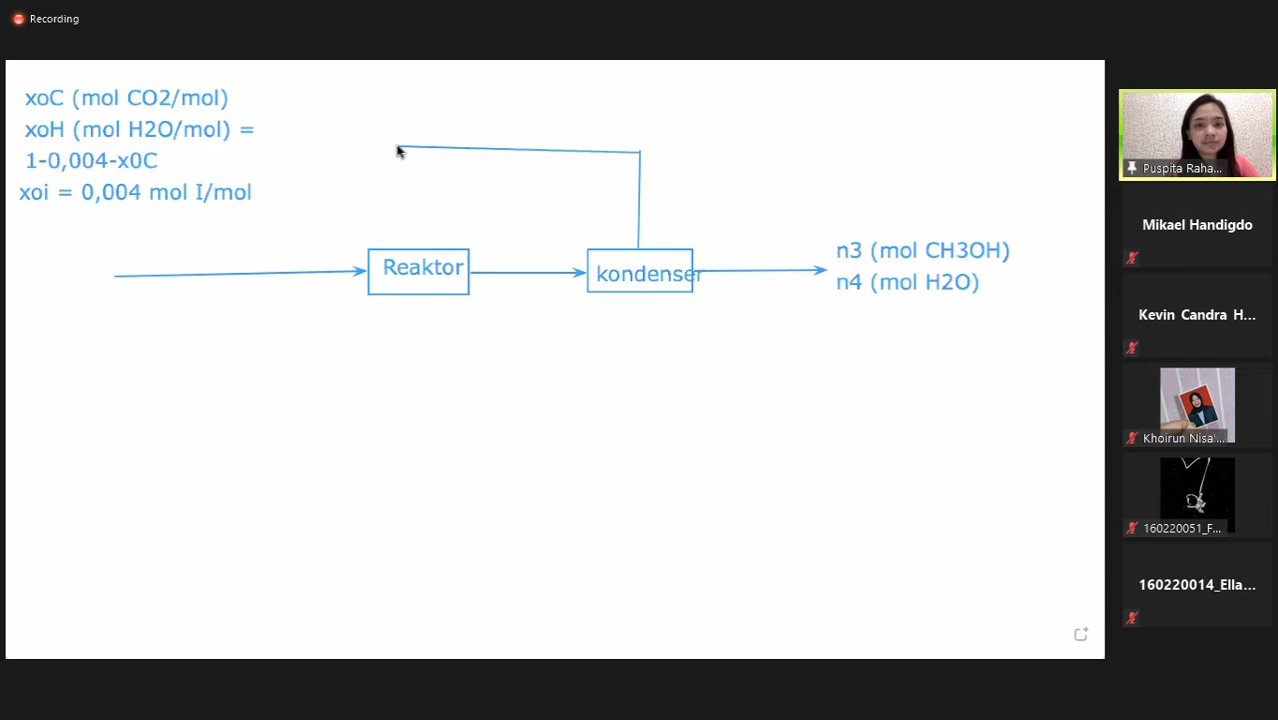 Recording
xoC (mol CO2/mol)
xoH (mol H2O/mol) =
1-0,004-x0C
xoi = 0,004 mol I/mol
Reaktor
kondenser
n3 (mol CH3OH)
n4 (mol H2O)
Puspita Raha...
Mikael Handigdo
Kevin Candra H...
Khoirun Nisa'...
160220051_F...
160220014_Ella...